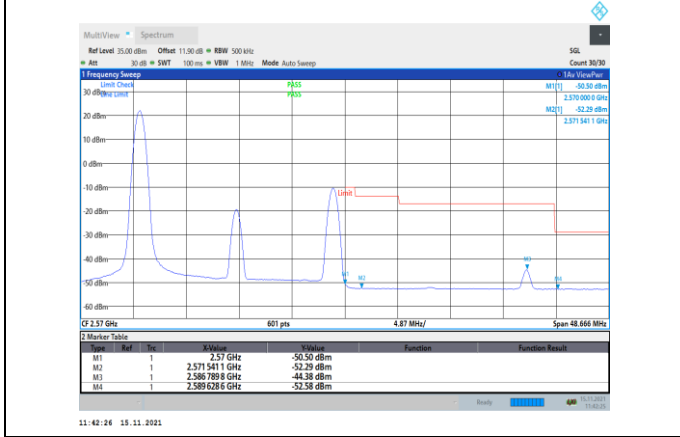 MultiView Spectrum
Ref Level 35.00 dBm Offset 11.90 dB RBW 500 kHz SGL
Att 30 dB SWT 100 ms VBW 1 MHz Mode Auto Sweep Count 30/30
1 Frequency Sweep 1Av ViewPwr
Limit Check PASS M1[1] -50.50 dBm
30 dBm Line Limit PASS 2.570 000 0 GHz
M2[1] -52.29 dBm
20 dBm 2.571 541 1 GHz
10 dBm
0 dBm
-10 dBm
Limit
-20 dBm
-30 dBm
-40 dBm
M3
M1 M2 M4
-50 dBm
-60 dBm
CF 2.57 GHz 601 pts 4.87 MHz/ Span 48.666 MHz
2 Marker Table
Type Ref Trc X-Value Y-Value Function Function Result
M1 1 2.57 GHz -50.50 dBm
M2 1 2.571 541 1 GHz -52.29 dBm
M3 1 2.586 789 8 GHz -44.38 dBm
M4 1 2.589 628 6 GHz -52.58 dBm
Ready 15.11.2021
11:42:25
11:42:26 15.11.2021